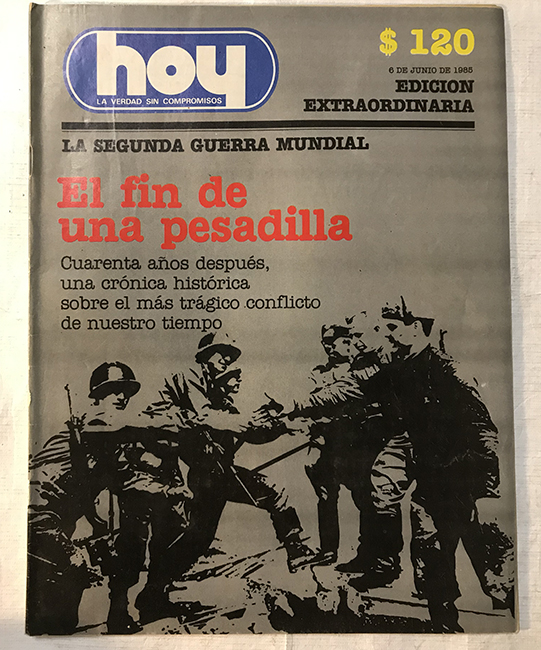 hoy
LA VERDAD SIN COMPROMISOS
$ 120
6 DE JUNIO DE 1985
EDICION
EXTRAORDINARIA
LA SEGUNDA GUERRA MUNDIAL
El fin de
una pesadilla
Cuarenta años después,
una crónica histórica
sobre el más trágico conflicto
de nuestro tiempo